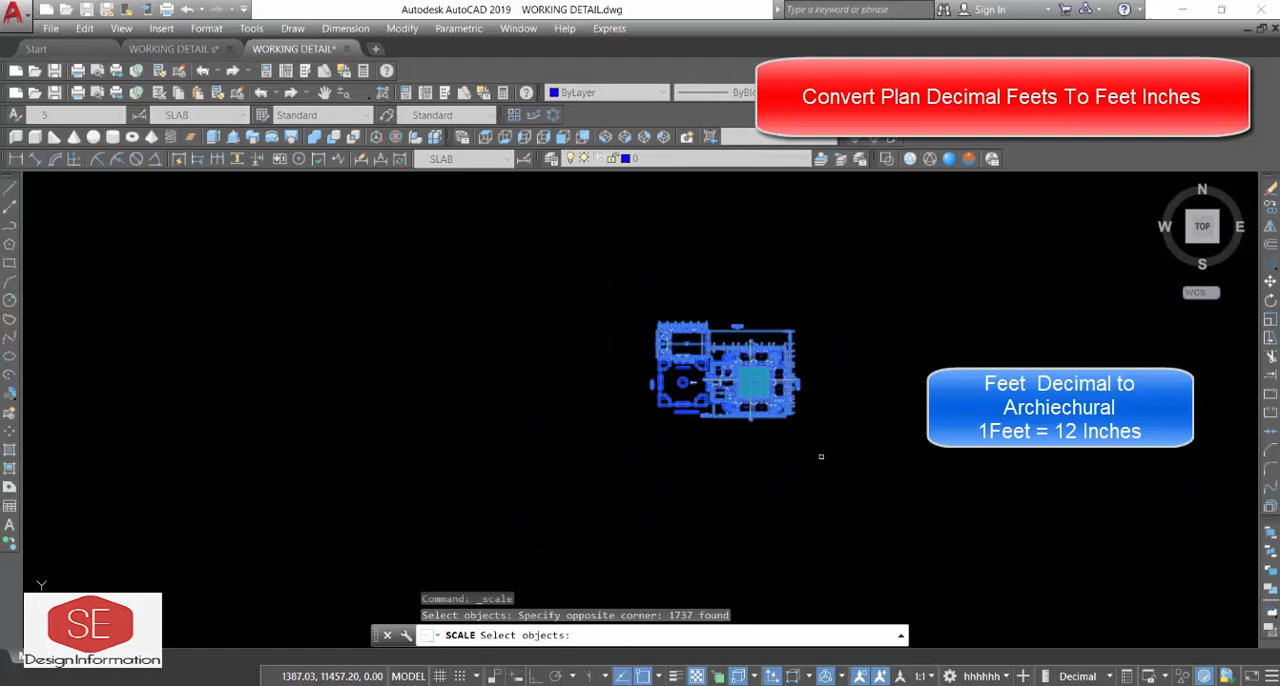 Autodesk AutoCAD 2019 WORKING DETAIL.dwg
Type a keyword or phrase
Sign In
File Edit View Insert Format Tools Draw Dimension Modify Parametric Window Help Express
Start WORKING DETAIL s* WORKING DETAIL*
Convert Plan Decimal Feets To Feet Inches
ByLayer ByBlo
5 SLAB Standard Standard
SLAB 0
N
W TOP E
S
WCS
Feet Decimal to
Archiechural
1Feet = 12 Inches
Y
SE
DesignInformation
Command: _scale
Select objects: Specify opposite corner: 1737 found
SCALE Select objects:
1387.03, 11457.20, 0.00 MODEL 1:1 hhhhhh Decimal